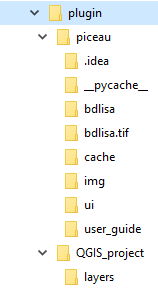 plugin
piceau
.idea
__pycache__
bdlisa
bdlisa.tif
cache
img
ui
user_guide
QGIS_project
layers